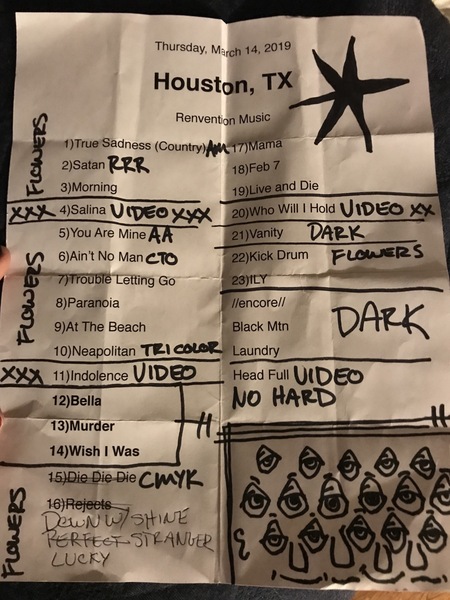 Thursday, March 14, 2019
Houston, TX
Renvention Music
FLOWERS
1)True Sadness (Country) AM
2)Satan RRR
3)Morning
XXX 4)Salina VIDEO XXX
FLOWERS
5)You Are Mine AA
6)Ain't No Man CTO
7)Trouble Letting Go
8)Paranoia
9)At The Beach
10)Neapolitan TRICOLOR
XXX 11)Indolence VIDEO
12)Bella
13)Murder
14)Wish I Was
FLOWERS
15)Die Die Die CMYK
16)Rejects
DOWN W/ SHINE
PERFECT STRANGER
LUCKY
17)Mama
18)Feb 7
19)Live and Die
20)Who Will I Hold VIDEO XX
21)Vanity DARK
22)Kick Drum FLOWERS
23)ILY
//encore//
Black Mtn DARK
Laundry
Head Full VIDEO
NO HARD